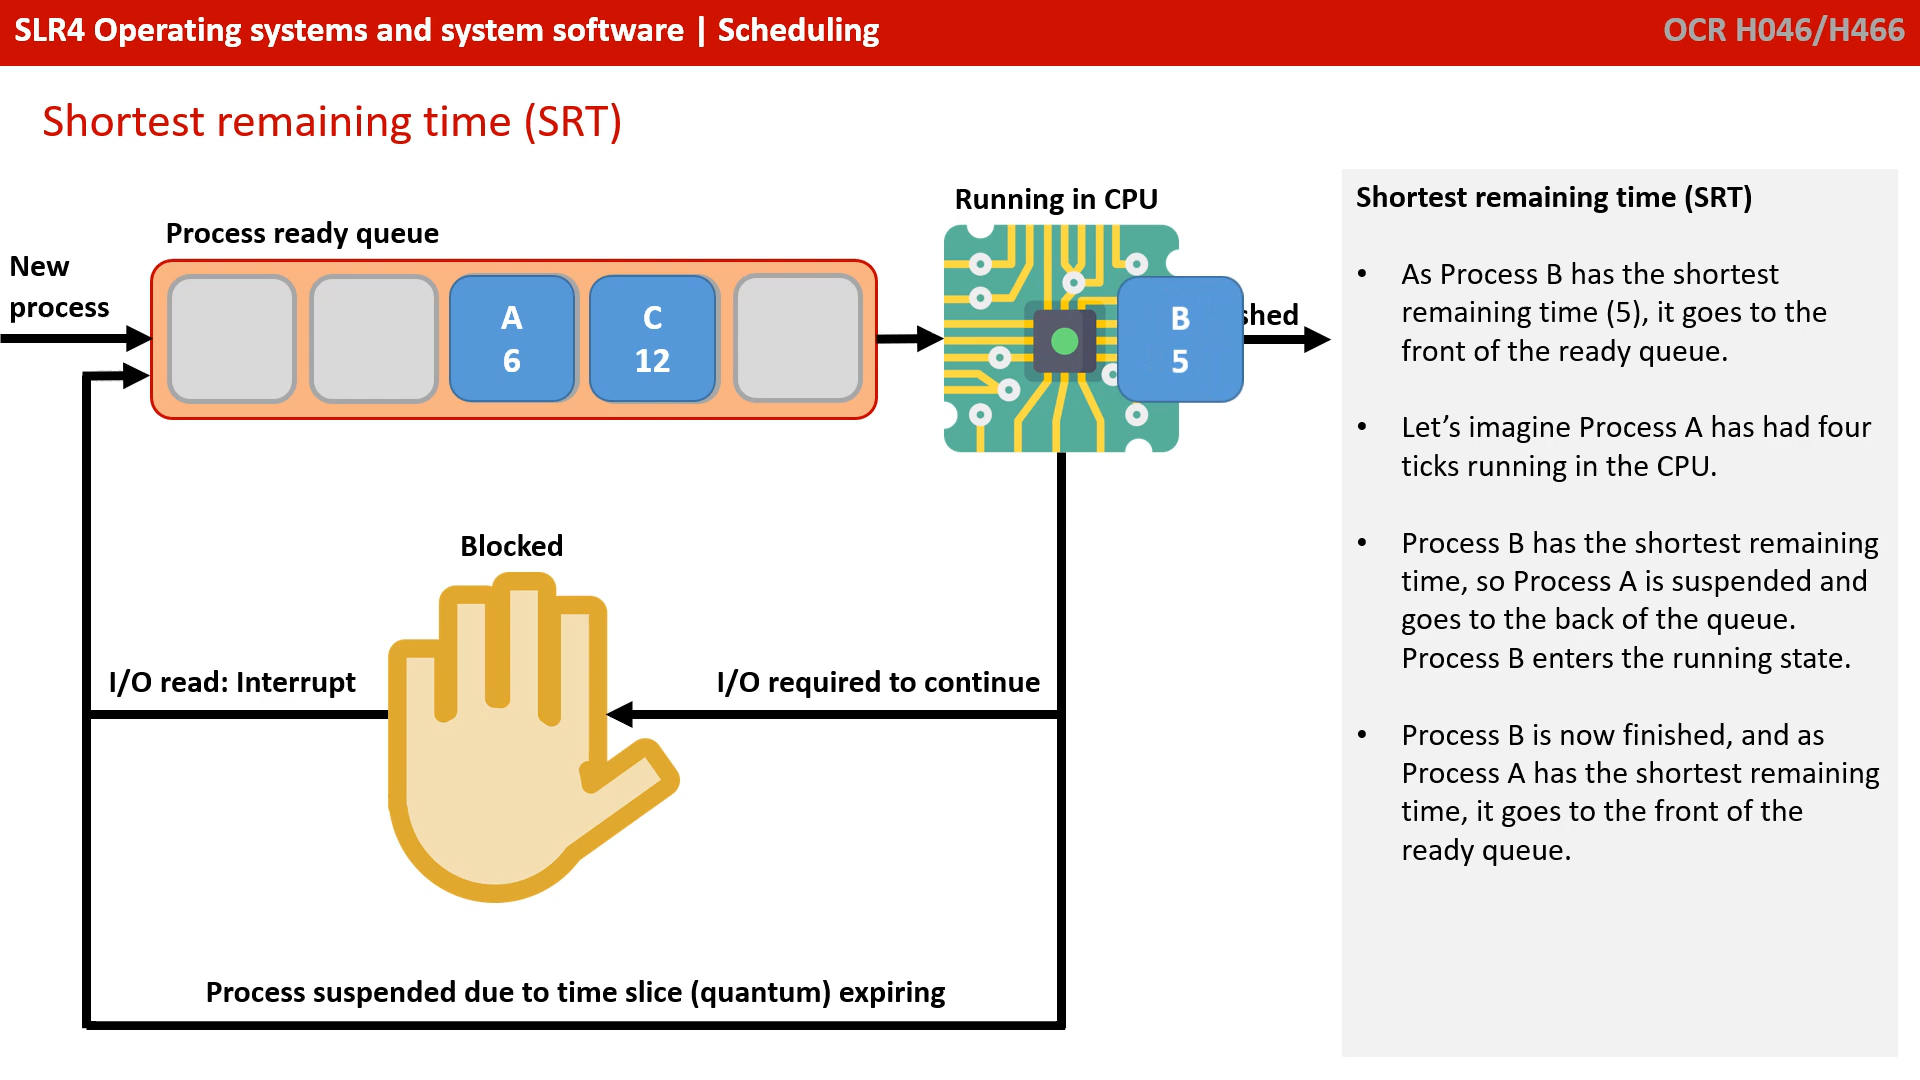 SLR4 Operating systems and system software | Scheduling
OCR H046/H466
Shortest remaining time (SRT)
New
process
Process ready queue
A
6
C
12
Running in CPU
B
5
shed
Blocked
I/O read: Interrupt
I/O required to continue
Process suspended due to time slice (quantum) expiring
Shortest remaining time (SRT)
• As Process B has the shortest
remaining time (5), it goes to the
front of the ready queue.
• Let’s imagine Process A has had four
ticks running in the CPU.
• Process B has the shortest remaining
time, so Process A is suspended and
goes to the back of the queue.
Process B enters the running state.
• Process B is now finished, and as
Process A has the shortest remaining
time, it goes to the front of the
ready queue.